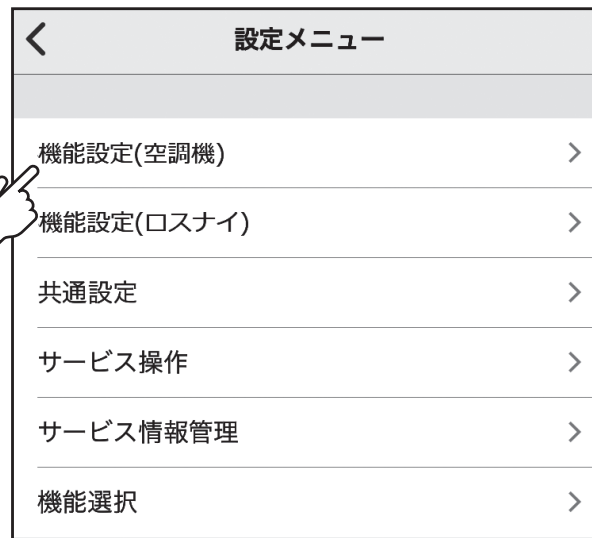 設定メニュー
機能設定(空調機)
機能設定(ロスナイ)
共通設定
サービス操作
サービス情報管理
機能選択